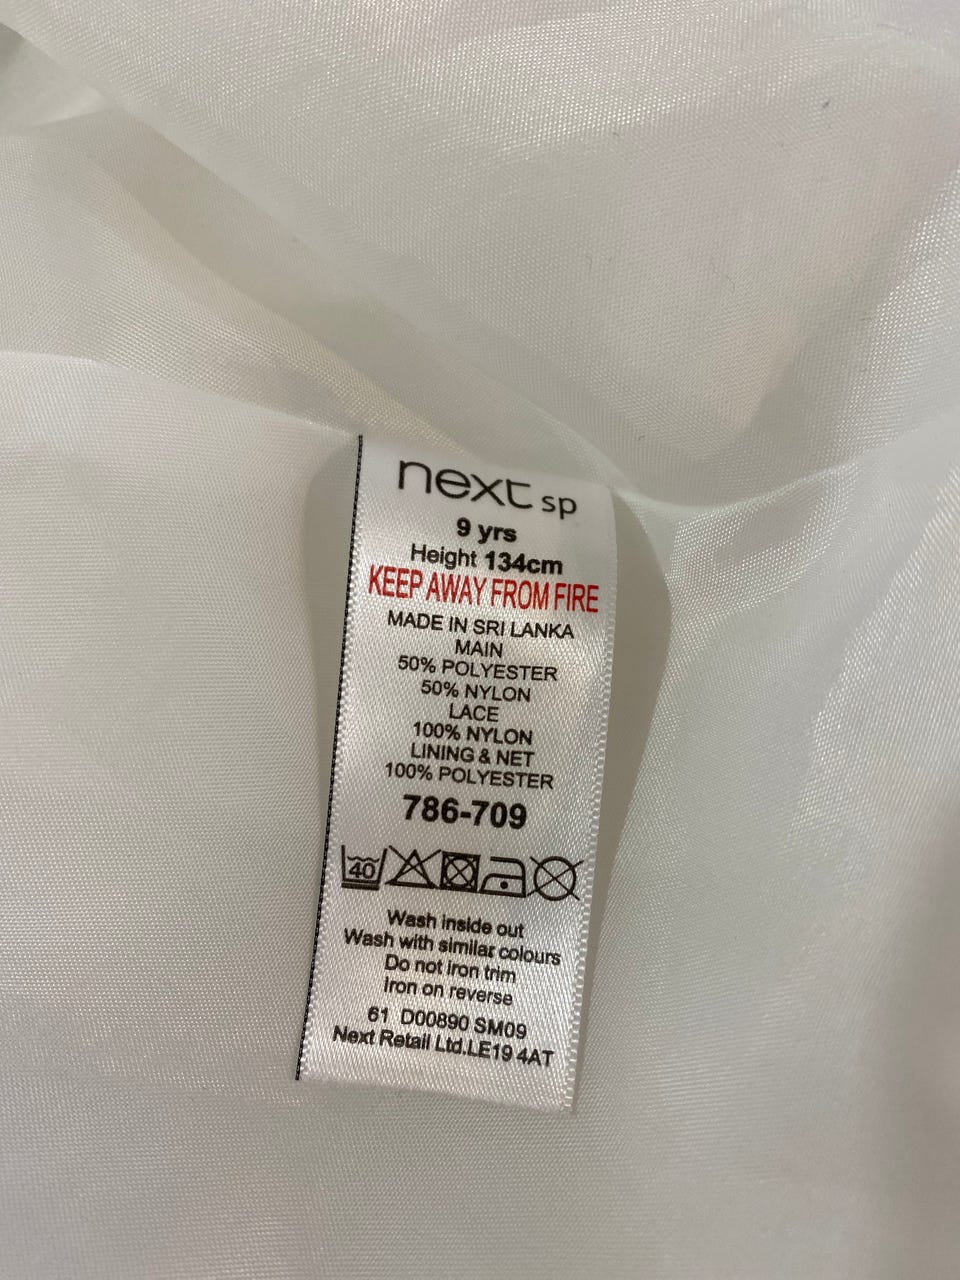 next sp
9 yrs
Height 134cm
KEEP AWAY FROM FIRE
MADE IN SRI LANKA
MAIN
50% POLYESTER
50% NYLON
LACE
100% NYLON
LINING & NET
100% POLYESTER
786-709
40
Wash inside out
Wash with similar colours
Do not iron trim
Iron on reverse
61 D00890 SM09
Next Retail Ltd.LE19 4AT